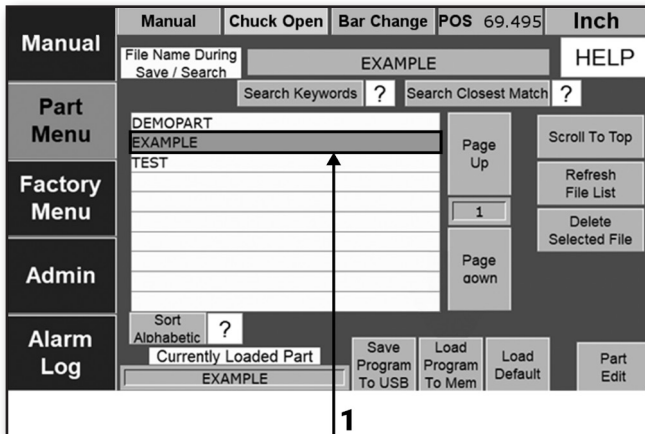 Manual
Chuck Open
Bar Change
POS 69.495
Inch
Manual
Part
Menu
Factory
Menu
Admin
Alarm
Log
File Name During
Save / Search
EXAMPLE
HELP
Search Keywords
?
Search Closest Match
?
DEMOPART
EXAMPLE
TEST
Page
Up
1
Page
down
Scroll To Top
Refresh
File List
Delete
Selected File
Sort
Alphabetic
?
Currently Loaded Part
EXAMPLE
Save
Program
To USB
Load
Program
To Mem
Load
Default
Part
Edit
1